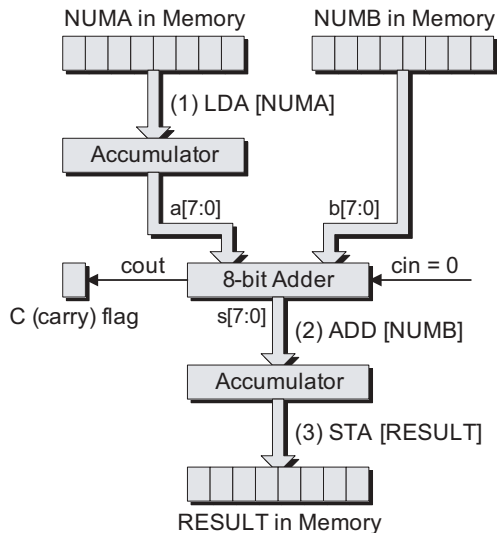 NUMA in Memory
NUMB in Memory
(1) LDA [NUMA]
Accumulator
a[7:0]
b[7:0]
cout
8-bit Adder
cin = 0
C (carry) flag
s[7:0]
(2) ADD [NUMB]
Accumulator
(3) STA [RESULT]
RESULT in Memory